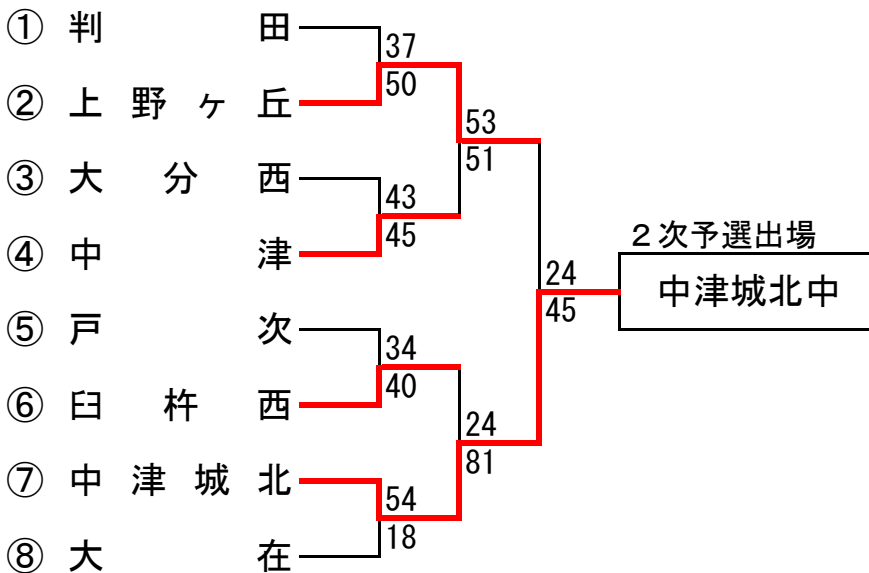 ① 判田
37
50
② 上野ヶ丘
53
51
③ 大分西
43
45
④ 中津
２次予選出場
中津城北中
24
45
⑤ 戸次
34
40
⑥ 臼杵西
24
81
⑦ 中津城北
54
18
⑧ 大在